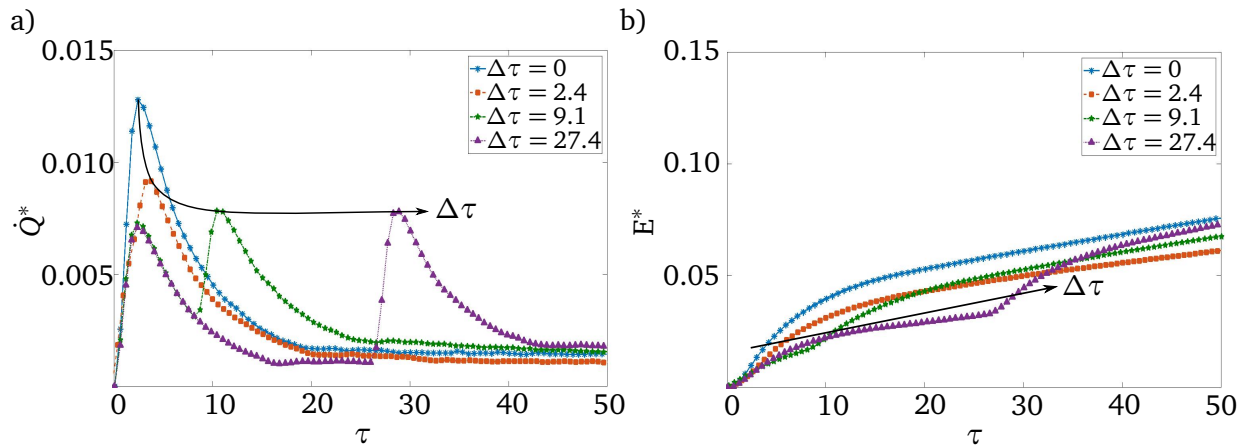 a)
0.015
0.010
0.005
0
10
20
30
40
50
Q̇*
τ
Δτ = 0
Δτ = 2.4
Δτ = 9.1
Δτ = 27.4
Δτ
b)
0.15
0.10
0.05
0
0
10
20
30
40
50
E*
τ
Δτ = 0
Δτ = 2.4
Δτ = 9.1
Δτ = 27.4
Δτ